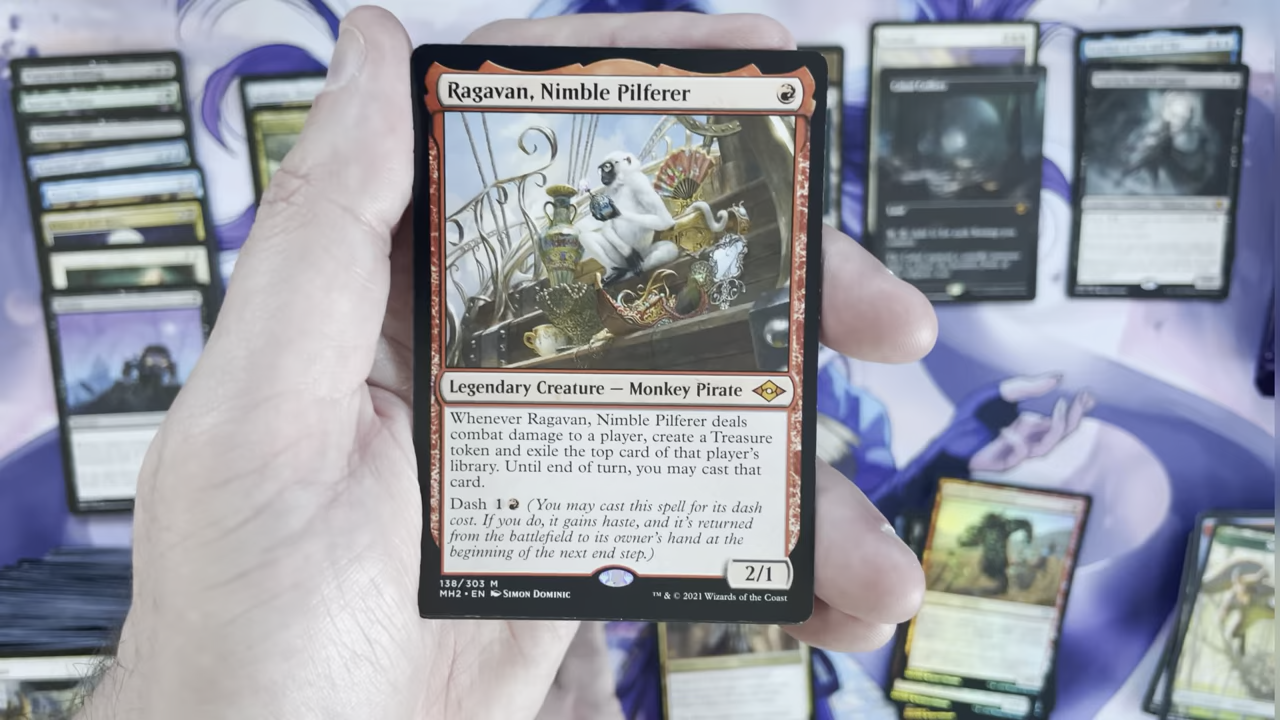 Ragavan, Nimble Pilferer
Legendary Creature — Monkey Pirate
Whenever Ragavan, Nimble Pilferer deals
combat damage to a player, create a Treasure
token and exile the top card of that player's
library. Until end of turn, you may cast that
card.
Dash 1 (You may cast this spell for its dash
cost. If you do, it gains haste, and it's returned
from the battlefield to its owner's hand at the
beginning of the next end step.)
2/1
138/303 M
MH2 • EN SIMON DOMINIC
™ & © 2021 Wizards of the Coast